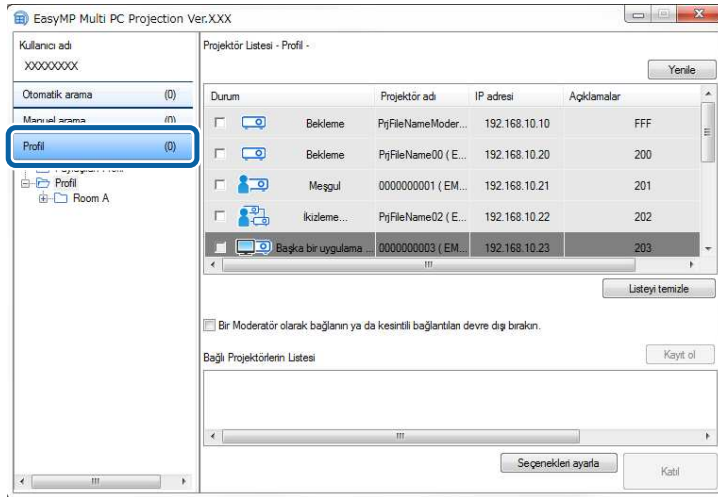 EasyMP Multi PC Projection Ver.XXX
Kullanıcı adı
XXXXXXXX
Otomatik arama (0)
Manuel arama (0)
Profil (0)
Profil
Room A
Projektör Listesi - Profil -
Yenile
Durum Projektör adı IP adresi Açıklamalar
Bekleme PrjFileNameModer... 192.168.10.10 FFF
Bekleme PrjFileName00 ( E... 192.168.10.20 200
Meşgul 0000000001 ( EM... 192.168.10.21 201
İkizleme... PrjFileName02 ( E... 192.168.10.22 202
Başka bir uygulama ... 0000000003 ( EM... 192.168.10.23 203
Listeyi temizle
Bir Moderatör olarak bağlanın ya da kesintili bağlantıları devre dışı bırakın.
Bağlı Projektörlerin Listesi
Kayıt ol
Seçenekleri ayarla
Katıl